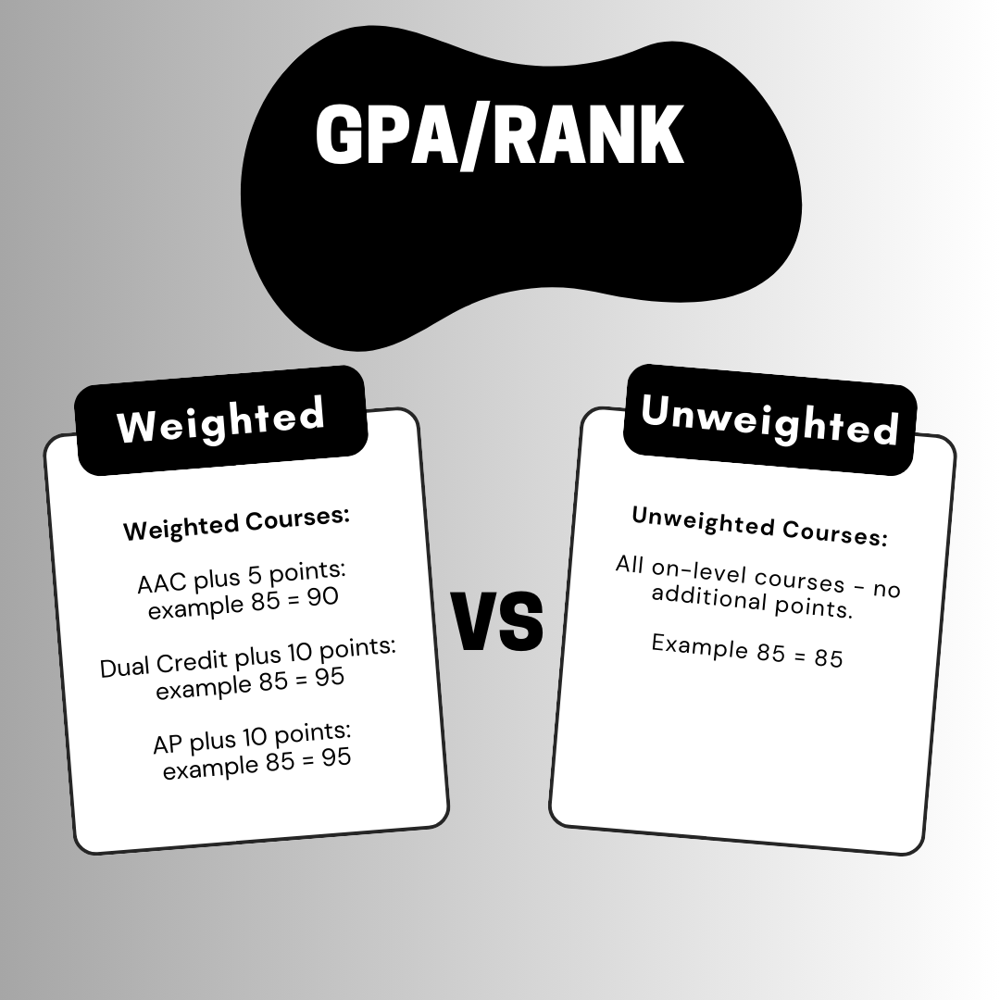 GPA/RANK
Weighted
Weighted Courses:
AAC plus 5 points:
example 85 = 90
Dual Credit plus 10 points:
example 85 = 95
AP plus 10 points:
example 85 = 95
VS
Unweighted
Unweighted Courses:
All on-level courses - no
additional points.
Example 85 = 85